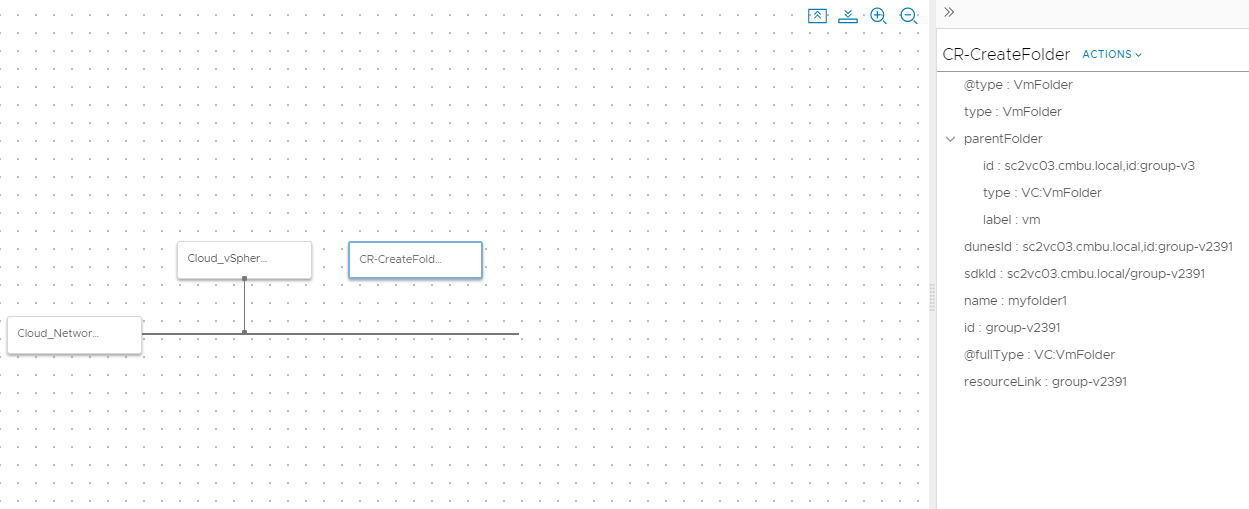 Cloud_vSpher...
CR-CreateFold...
Cloud_Networ...
CR-CreateFolder ACTIONS
@type : VmFolder
type : VmFolder
parentFolder
id : sc2vc03.cmbu.local,id:group-v3
type : VC:VmFolder
label : vm
dunesId : sc2vc03.cmbu.local,id:group-v2391
sdkId : sc2vc03.cmbu.local/group-v2391
name : myfolder1
id : group-v2391
@fullType : VC:VmFolder
resourceLink : group-v2391